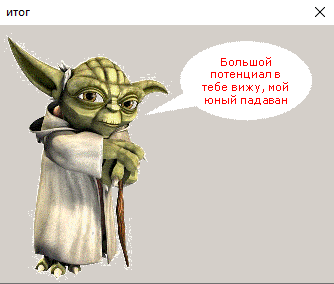 итог
Большой
потенциал в
тебе вижу, мой
юный падаван